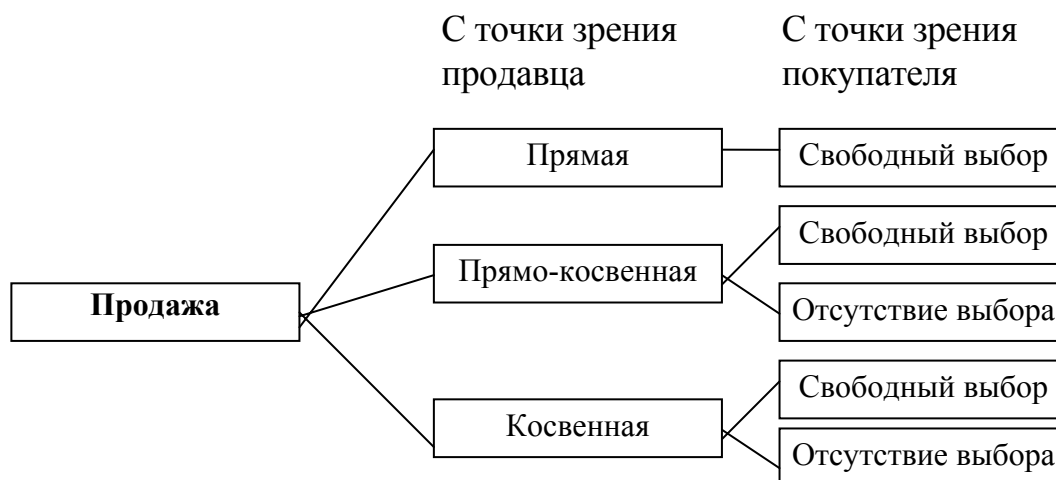 С точки зрения
продавца
С точки зрения
покупателя
Прямая
Свободный выбор
Свободный выбор
Прямо-косвенная
Продажа
Отсутствие выбора
Свободный выбор
Косвенная
Отсутствие выбора